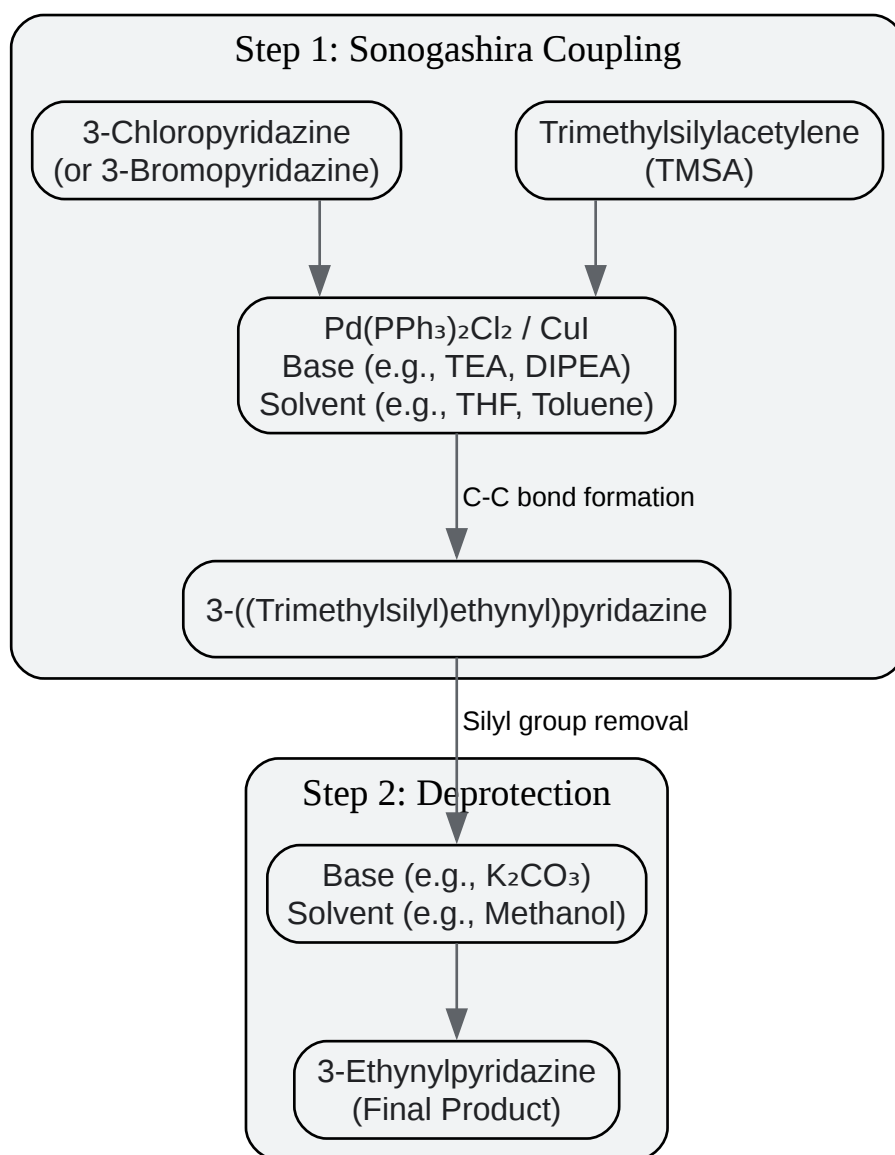 Step 1: Sonogashira Coupling
3-Chloropyridazine
(or 3-Bromopyridazine)
Trimethylsilylacetylene
(TMSA)
Pd(PPh₃)₂Cl₂ / CuI
Base (e.g., TEA, DIPEA)
Solvent (e.g., THF, Toluene)
C-C bond formation
3-((Trimethylsilyl)ethynyl)pyridazine
Silyl group removal
Step 2: Deprotection
Base (e.g., K₂CO₃)
Solvent (e.g., Methanol)
3-Ethynylpyridazine
(Final Product)